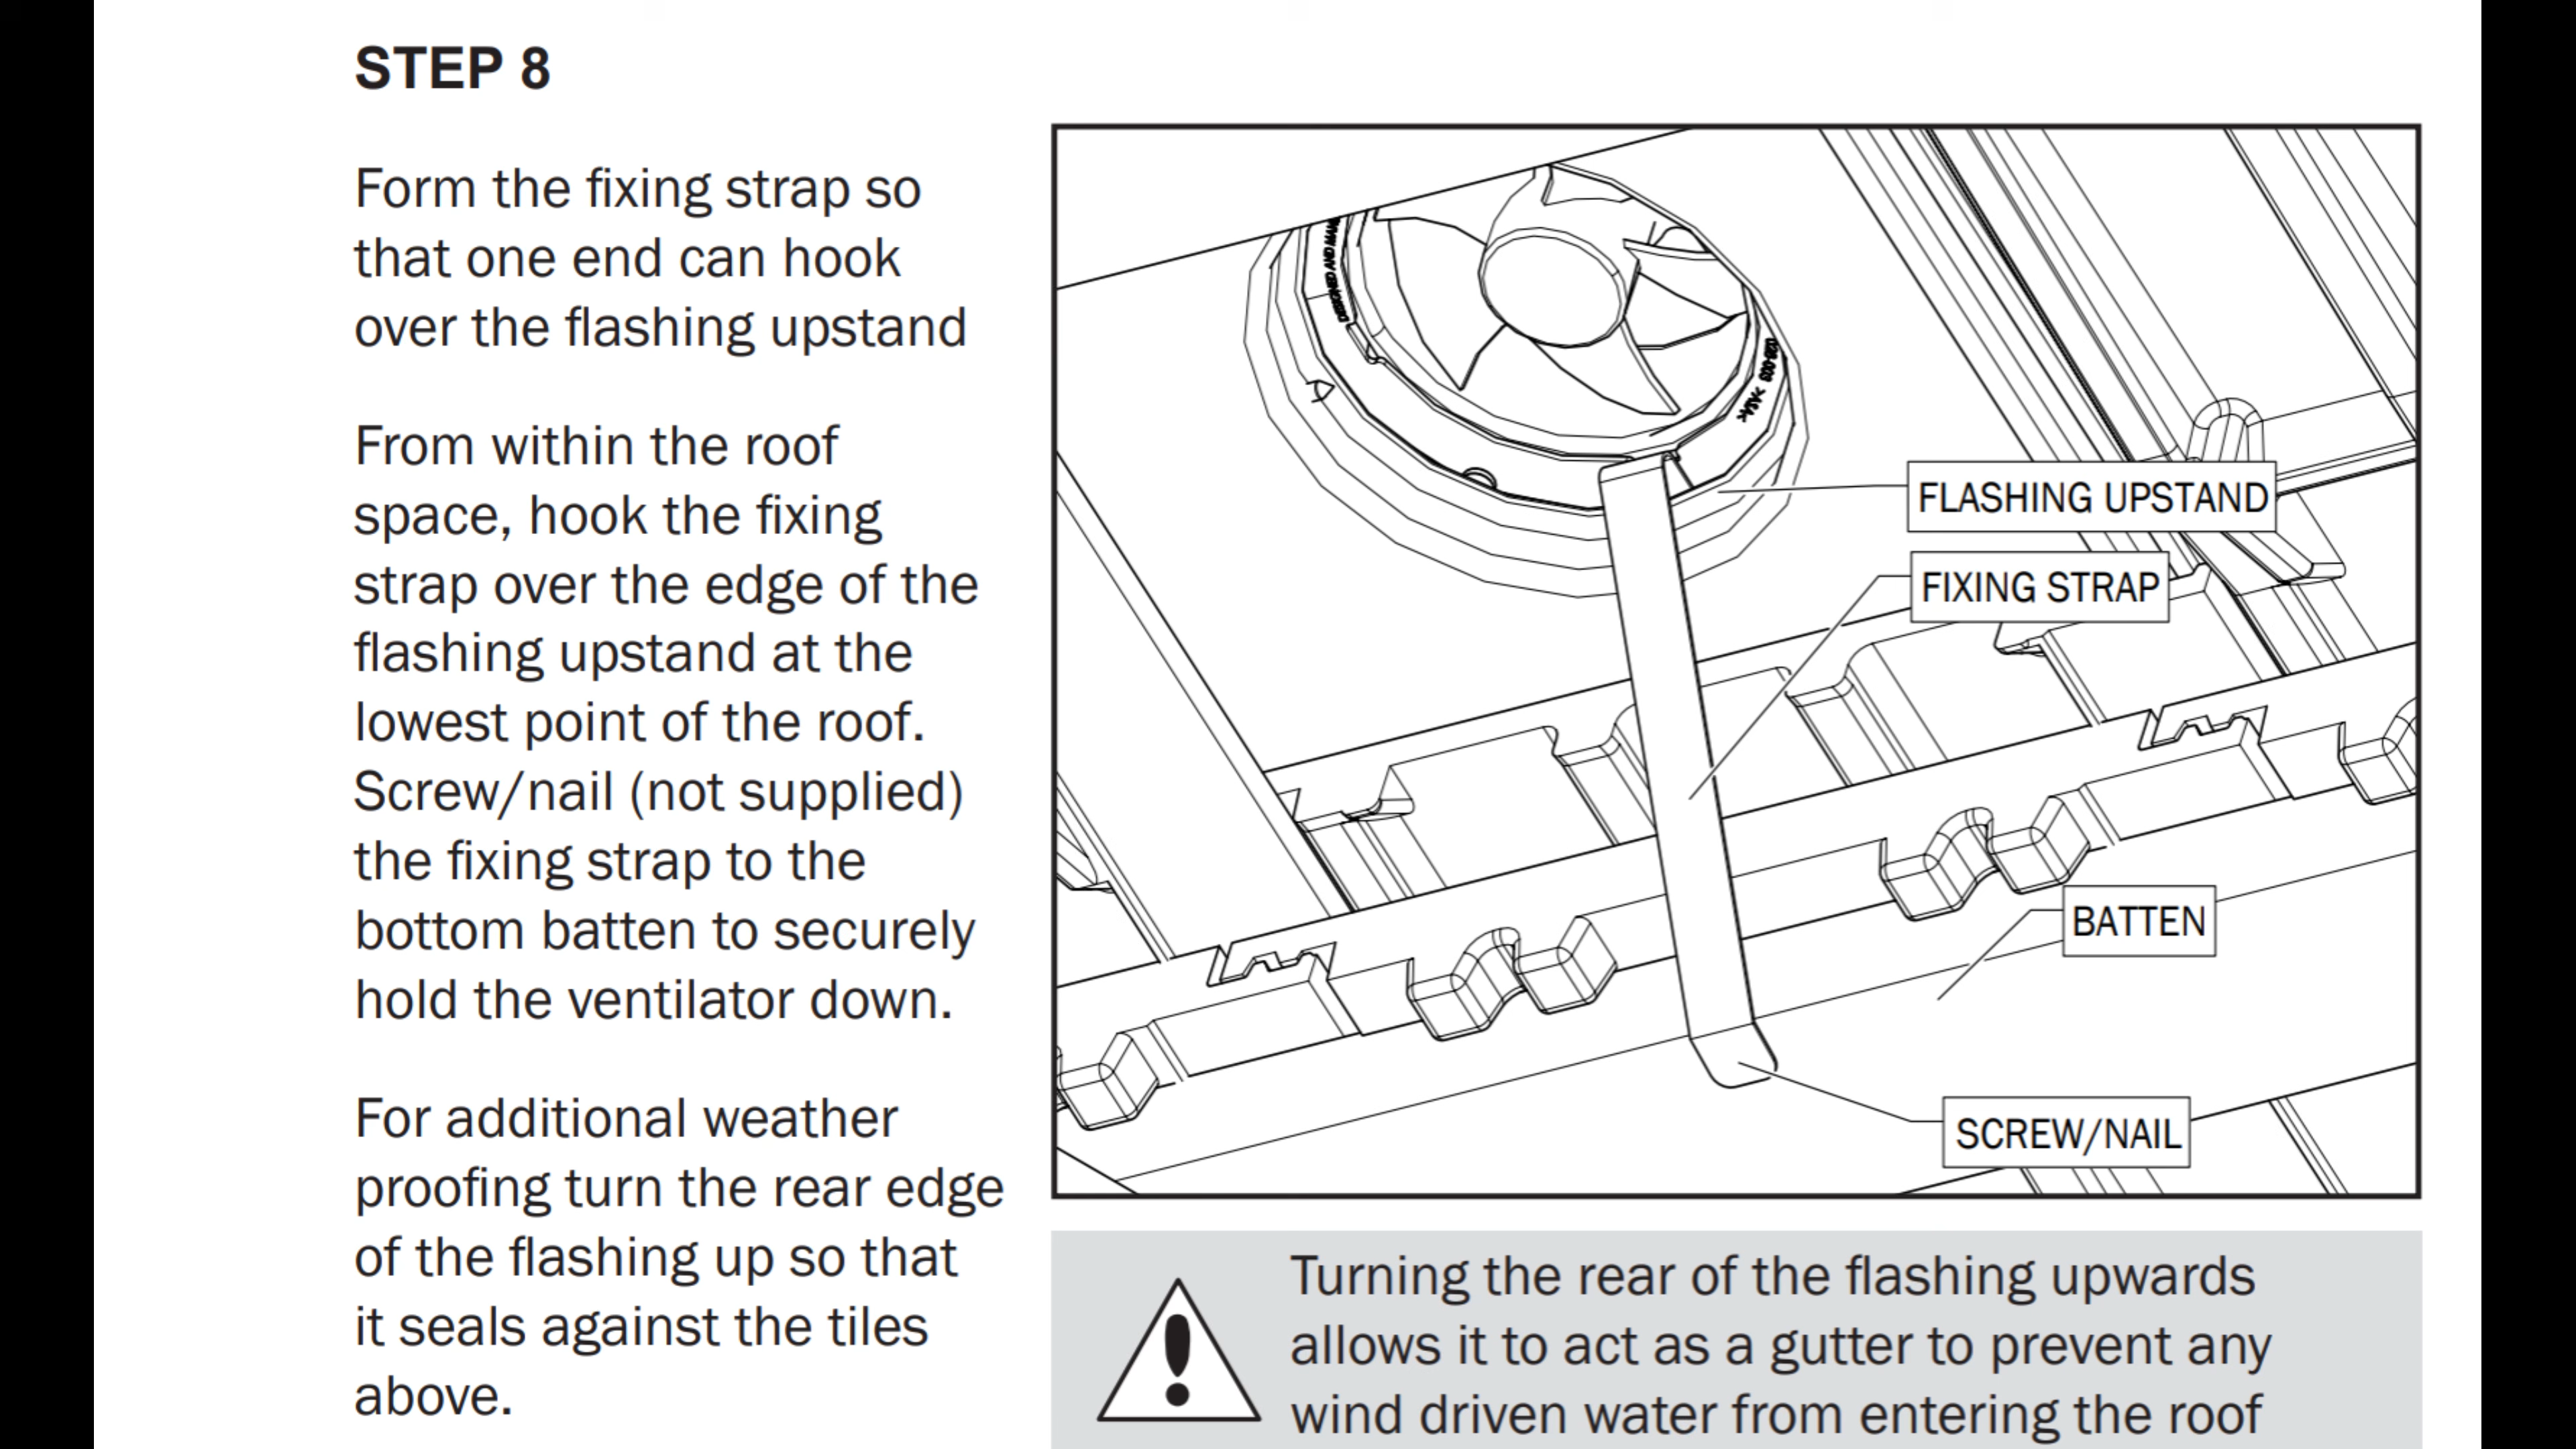 STEP 8
Form the fixing strap so
that one end can hook
over the flashing upstand
From within the roof
space, hook the fixing
strap over the edge of the
flashing upstand at the
lowest point of the roof.
Screw/nail (not supplied)
the fixing strap to the
bottom batten to securely
hold the ventilator down.
For additional weather
proofing turn the rear edge
of the flashing up so that
it seals against the tiles
above.
FLASHING UPSTAND
FIXING STRAP
BATTEN
SCREW/NAIL
Turning the rear of the flashing upwards
allows it to act as a gutter to prevent any
wind driven water from entering the roof